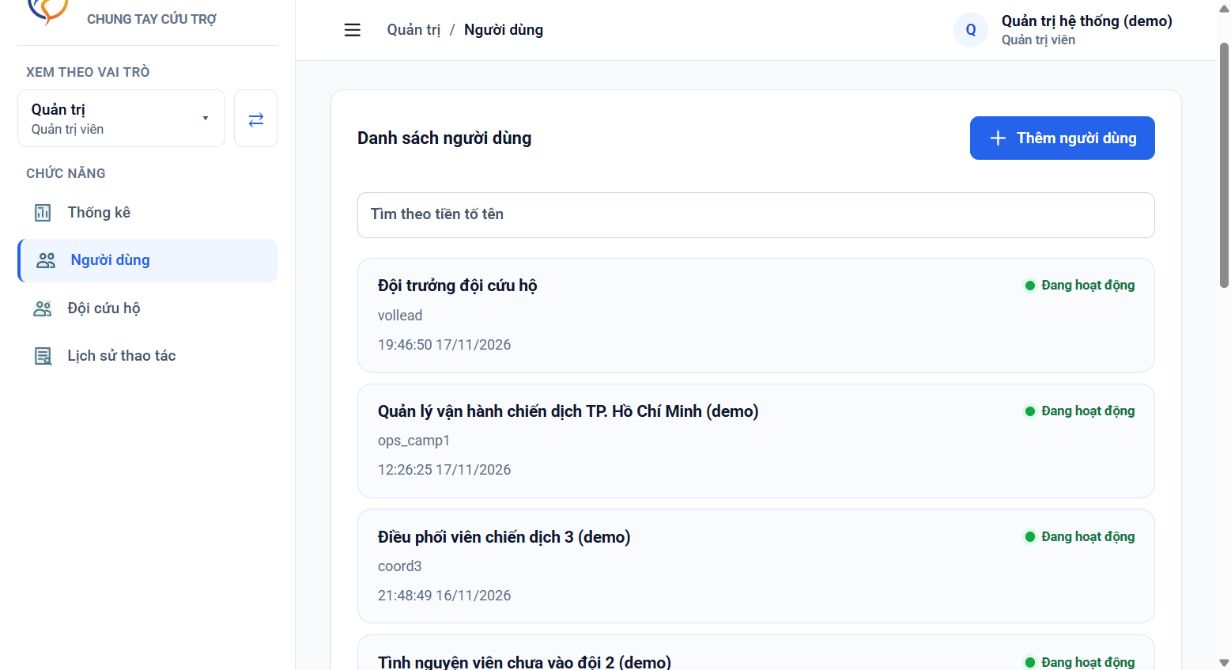 CHUNG TAY CỨU TRỢ
XEM THEO VAI TRÒ
Quản trị
Quản trị viên
CHỨC NĂNG
Thống kê
Người dùng
Đội cứu hộ
Lịch sử thao tác
Quản trị / Người dùng
Q
Quản trị hệ thống (demo)
Quản trị viên
Danh sách người dùng
+ Thêm người dùng
Tìm theo tiền tố tên
Đội trưởng đội cứu hộ
Đang hoạt động
vollead
19:46:50 17/11/2026
Quản lý vận hành chiến dịch TP. Hồ Chí Minh (demo)
Đang hoạt động
ops_camp1
12:26:25 17/11/2026
Điều phối viên chiến dịch 3 (demo)
Đang hoạt động
coord3
21:48:49 16/11/2026
Tình nguyện viên chưa vào đội 2 (demo)
Đang hoạt động